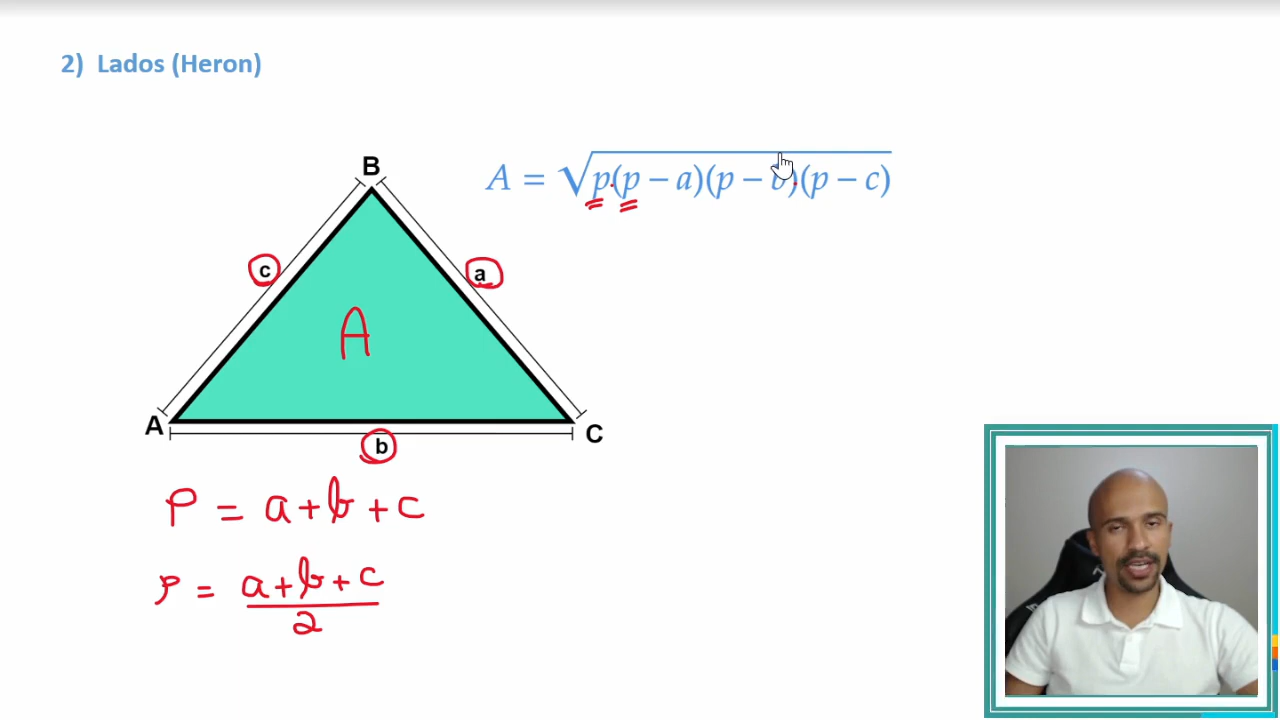 2) Lados (Heron)
B
A = √p(p − a)(p − b)(p − c)
c
a
A
A
C
b
P = a+b+c
p = a+b+c
2